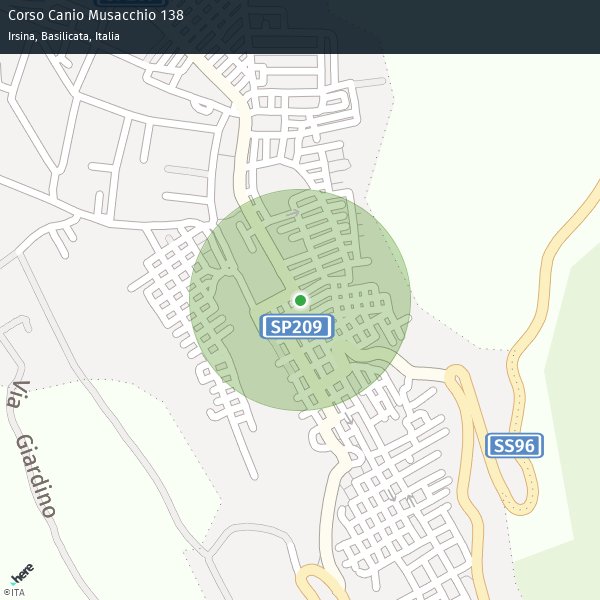 Corso Canio Musacchio 138
Irsina, Basilicata, Italia
SP209
SS96
Via Giardino
here
©ITA